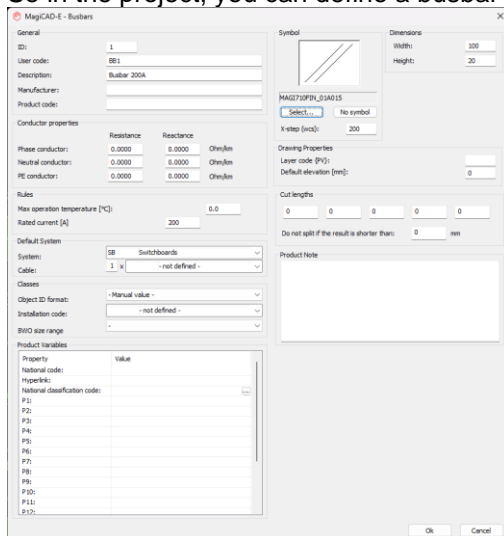 So in the project, you can define a busbar
MagiCAD-E - Busbars
General
ID: 1
User code: BB1
Description: Busbar 200A
Manufacturer:
Product code:
Conductor properties
Resistance Reactance
Phase conductor: 0.0000 0.0000 Ohm/km
Neutral conductor: 0.0000 0.0000 Ohm/km
PE conductor: 0.0000 0.0000 Ohm/km
Rules
Max operation temperature [°C]: 0.0
Rated current [A] 200
Default System
System: SB Switchboards
Cable: 1 x - not defined -
Classes
Object ID format: - Manual value -
Installation code: - not defined -
BWO size range -
Product Variables
Property Value
National code:
Hyperlink:
National classification code: ...
P1:
P2:
P3:
P4:
P5:
P6:
P7:
P8:
P9:
P10:
P11:
P12:
Symbol
MAGI710FIN_01A015
Select... No symbol
X-step (wcs): 200
Dimensions
Width: 100
Height: 20
Drawing Properties
Layer code {PV}:
Default elevation [mm]: 0
Cut lengths
0 0 0 0 0
Do not split if the result is shorter than: 0 mm
Product Note
Ok Cancel